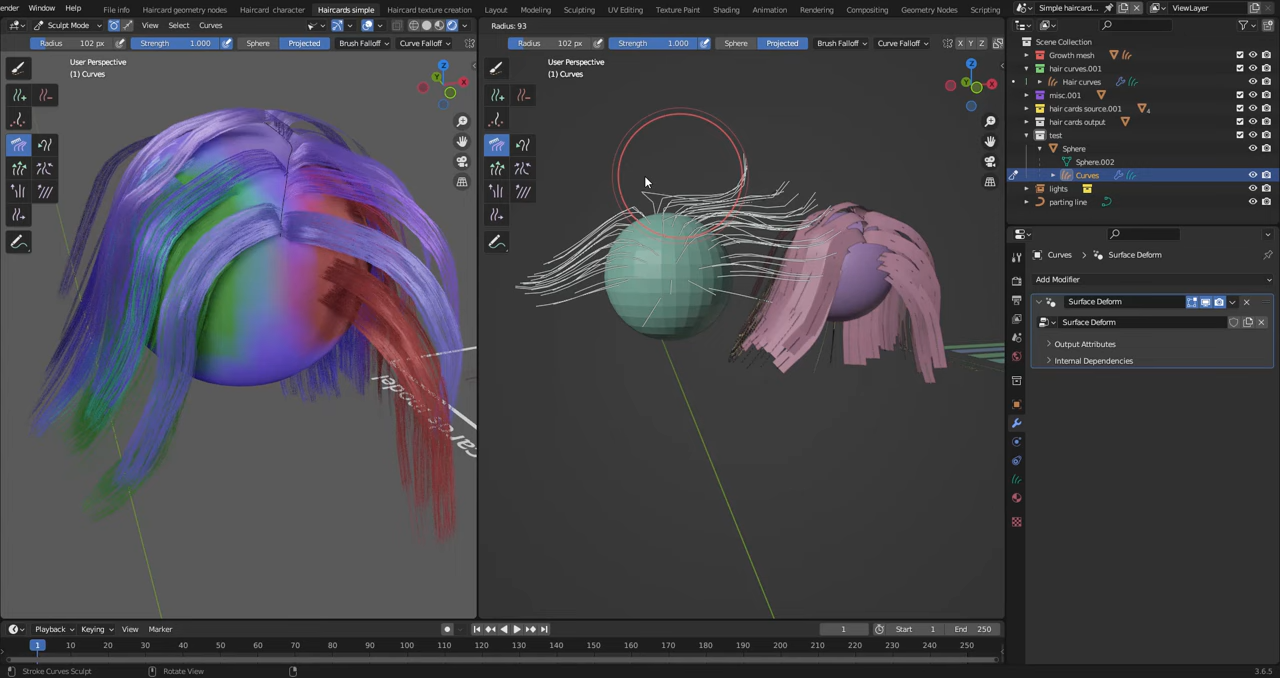 ender Window Help Haircard geometry nodes Haircard character Haircards simple Haircard texture creation Layout Modeling Sculpting UV Editing Texture Paint Shading Animation Rendering Compositing Geometry Nodes Scripting Simple haircard... ViewLayer
Sculpt Mode View Select Curves
Radius: 93
Radius 102 px Strength 1.000 Sphere Projected Brush Falloff Curve Falloff
Radius 102 px Strength 1.000 Sphere Projected Brush Falloff Curve Falloff X Y Z
User Perspective
(1) Curves
User Perspective
(1) Curves
Scene Collection
Growth mesh
hair curves.001
Hair curves
misc.001
hair cards source.001 4
hair cards output
test
Sphere
Sphere.002
Curves
lights
parting line
Curves Surface Deform
Add Modifier
Surface Deform
Surface Deform
Output Attributes
Internal Dependencies
Playback Keying View Marker
1 Start 1 End 250
1 10 20 30 40 50 60 70 80 90 100 110 120 130 140 150 160 170 180 190 200 210 220 230 240 250
Stroke Curves Sculpt Rotate View 3.6.5